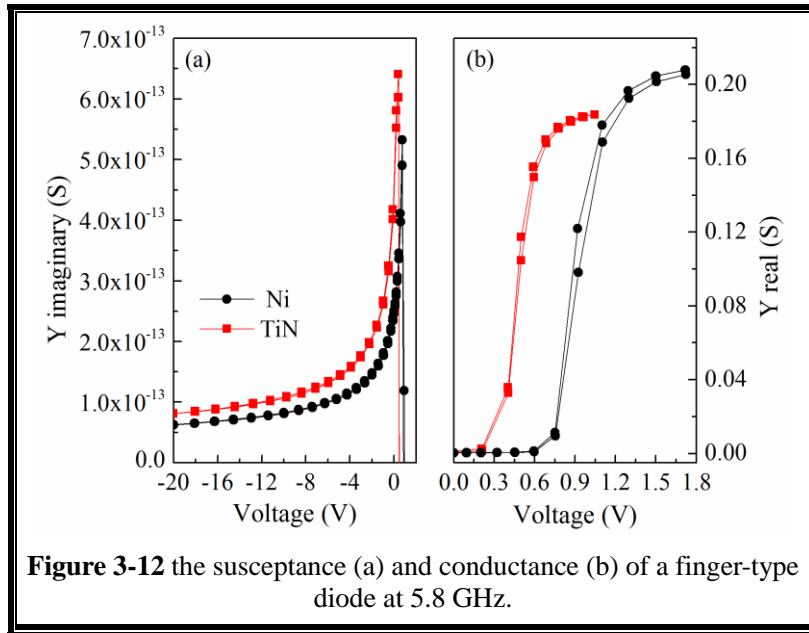 (a)
(b)
7.0x10⁻¹³
6.0x10⁻¹³
5.0x10⁻¹³
4.0x10⁻¹³
3.0x10⁻¹³
2.0x10⁻¹³
1.0x10⁻¹³
0.0
Y imaginary (S)
Ni
TiN
-20 -16 -12 -8 -4 0
Voltage (V)
0.20
0.16
0.12
0.08
0.04
0.00
Y real (S)
0.0 0.3 0.6 0.9 1.2 1.5 1.8
Voltage (V)
Figure 3-12 the susceptance (a) and conductance (b) of a finger-type
diode at 5.8 GHz.